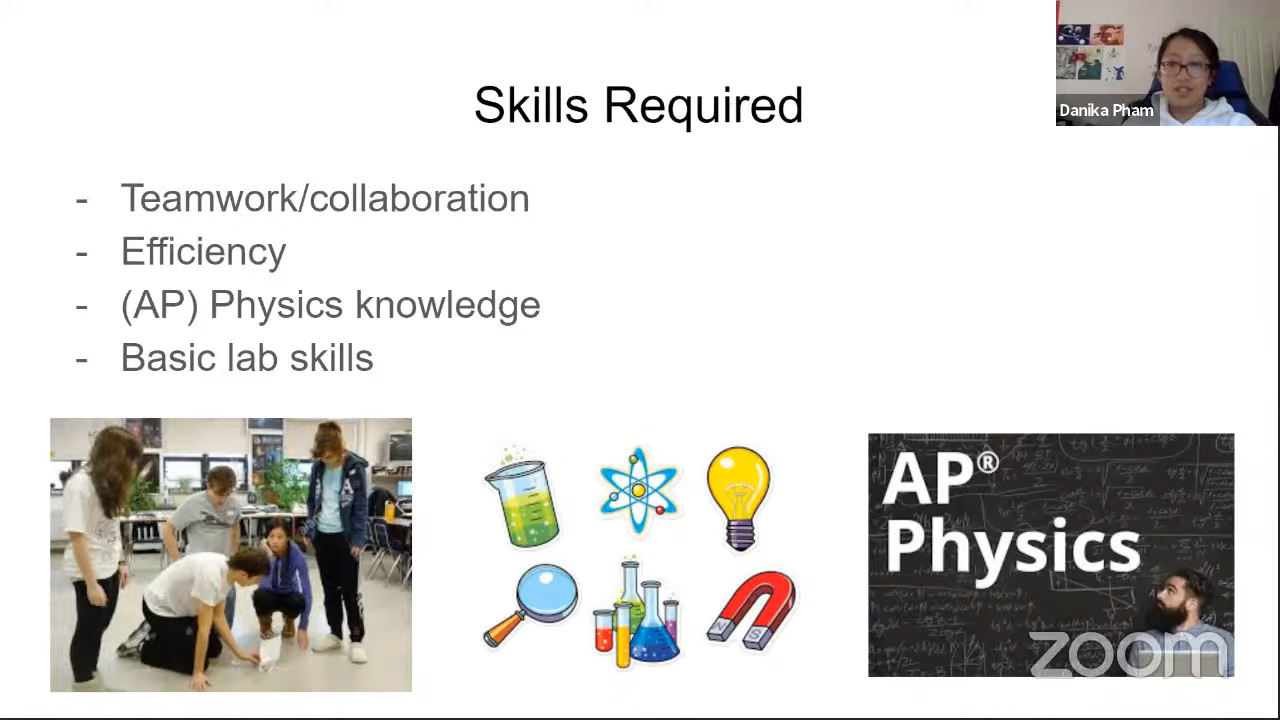 Skills Required
Danika Pham
- Teamwork/collaboration
- Efficiency
- (AP) Physics knowledge
- Basic lab skills
AP®
Physics
N S
zoom